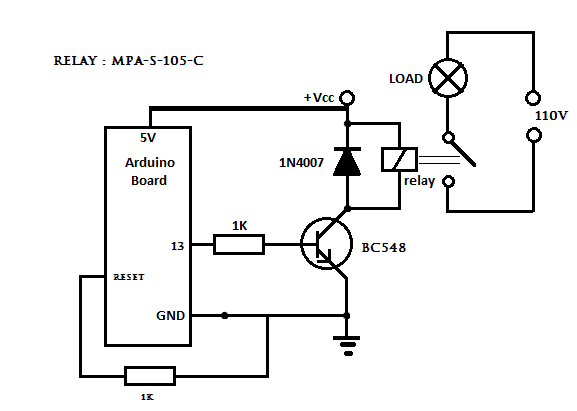 RELAY : MPA-S-105-C
LOAD
+Vcc
110V
5V
Arduino
Board
1N4007
relay
1K
13
BC548
RESET
GND
1K